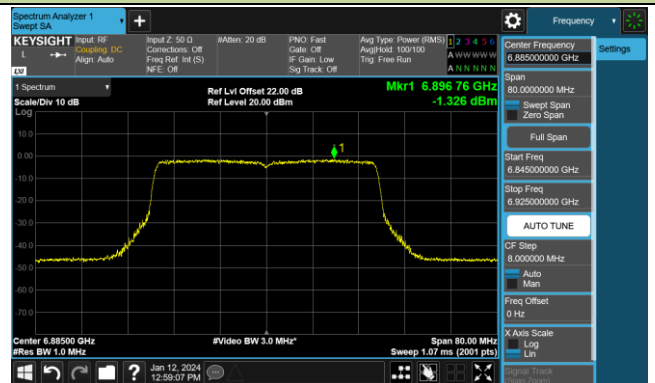 Spectrum Analyzer 1
Swept SA
Frequency
KEYSIGHT
L
LXI
Input: RF
Coupling: DC
Align: Auto
Input Z: 50 Ω
Corrections: Off
Freq Ref: Int (S)
NFE: Off
#Atten: 20 dB
PNO: Fast
Gate: Off
IF Gain: Low
Sig Track: Off
Avg Type: Power (RMS)
Avg|Hold: 100/100
Trig: Free Run
1 2 3 4 5 6
A W W W W W
A N N N N N
1 Spectrum
Scale/Div 10 dB
Log
Ref Lvl Offset 22.00 dB
Ref Level 20.00 dBm
Mkr1 6.896 76 GHz
-1.326 dBm
1
10.0
0.00
-10.0
-20.0
-30.0
-40.0
-50.0
-60.0
-70.0
Center 6.88500 GHz
#Res BW 1.0 MHz
#Video BW 3.0 MHz*
Span 80.00 MHz
Sweep 1.07 ms (2001 pts)
Center Frequency
6.885000000 GHz
Settings
Span
80.0000000 MHz
Swept Span
Zero Span
Full Span
Start Freq
6.845000000 GHz
Stop Freq
6.925000000 GHz
AUTO TUNE
CF Step
8.000000 MHz
Auto
Man
Freq Offset
0 Hz
X Axis Scale
Log
Lin
Signal Track
(Span Zoom)
?
Jan 12, 2024
12:59:07 PM